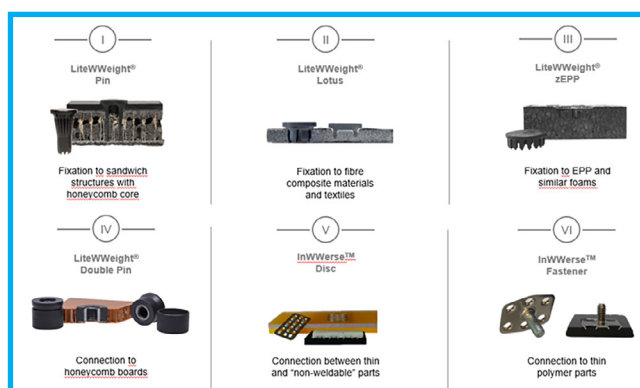 I
LiteWWeight®
Pin
Fixation to sandwich
structures with
honeycomb core
II
LiteWWeight®
Lotus
Fixation to fibre
composite materials
and textiles
III
LiteWWeight®
zEPP
Fixation to EPP and
similar foams
IV
LiteWWeight®
Double Pin
Connection to
honeycomb boards
V
InWWerse™
Disc
Connection between thin
and “non-weldable” parts
VI
InWWerse™
Fastener
Connection to thin
polymer parts